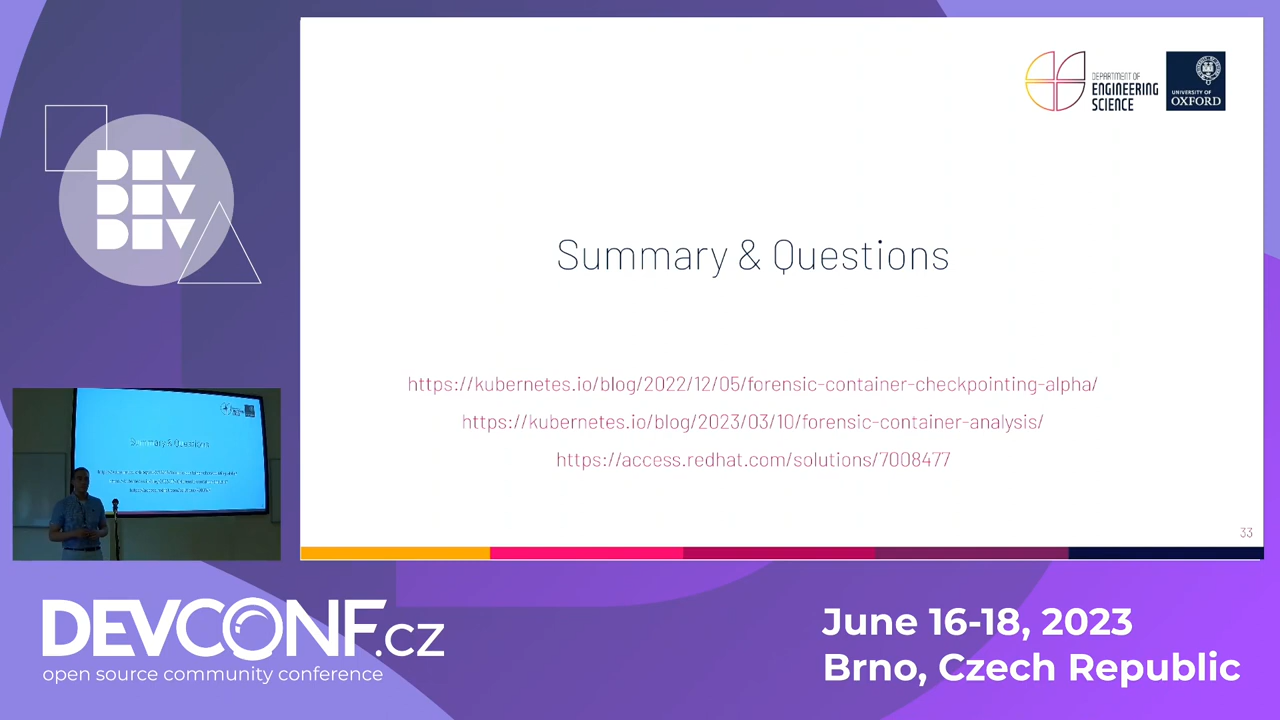 DEPARTMENT OF
ENGINEERING
SCIENCE
UNIVERSITY OF
OXFORD
DEV
DEV
DEV
Summary & Questions
https://kubernetes.io/blog/2022/12/05/forensic-container-checkpointing-alpha/
https://kubernetes.io/blog/2023/03/10/forensic-container-analysis/
https://access.redhat.com/solutions/7008477
33
Summary & Questions
DEVCONF.cz
open source community conference
June 16-18, 2023
Brno, Czech Republic